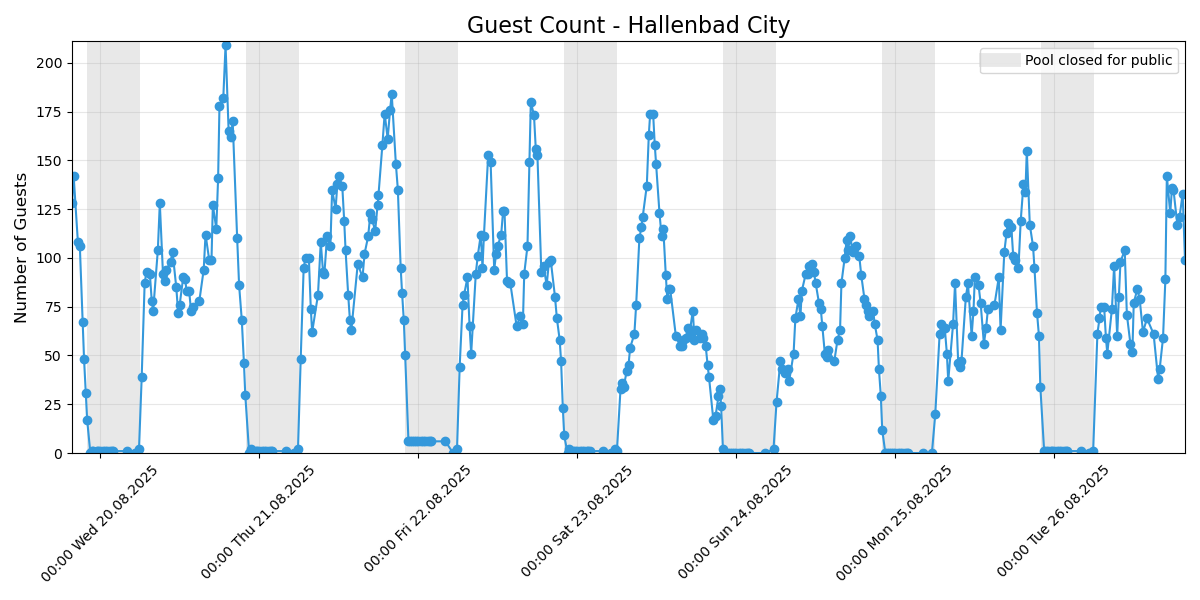 Guest Count - Hallenbad City
Pool closed for public
Number of Guests
200
175
150
125
100
75
50
25
0
00:00 Wed 20.08.2025
00:00 Thu 21.08.2025
00:00 Fri 22.08.2025
00:00 Sat 23.08.2025
00:00 Sun 24.08.2025
00:00 Mon 25.08.2025
00:00 Tue 26.08.2025